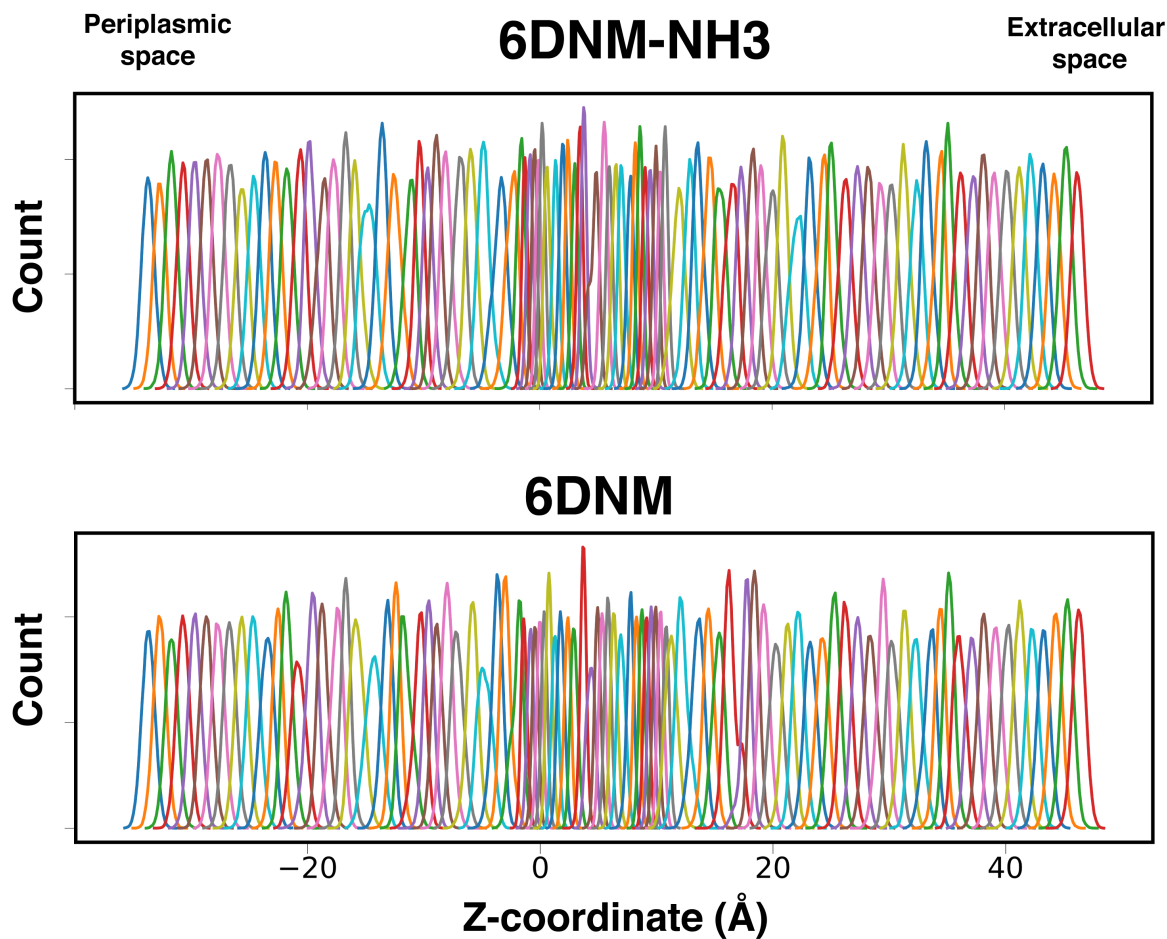 Periplasmic
space
6DNM-NH3
Extracellular
space
Count
6DNM
Count
−20 0 20 40
Z-coordinate (Å)